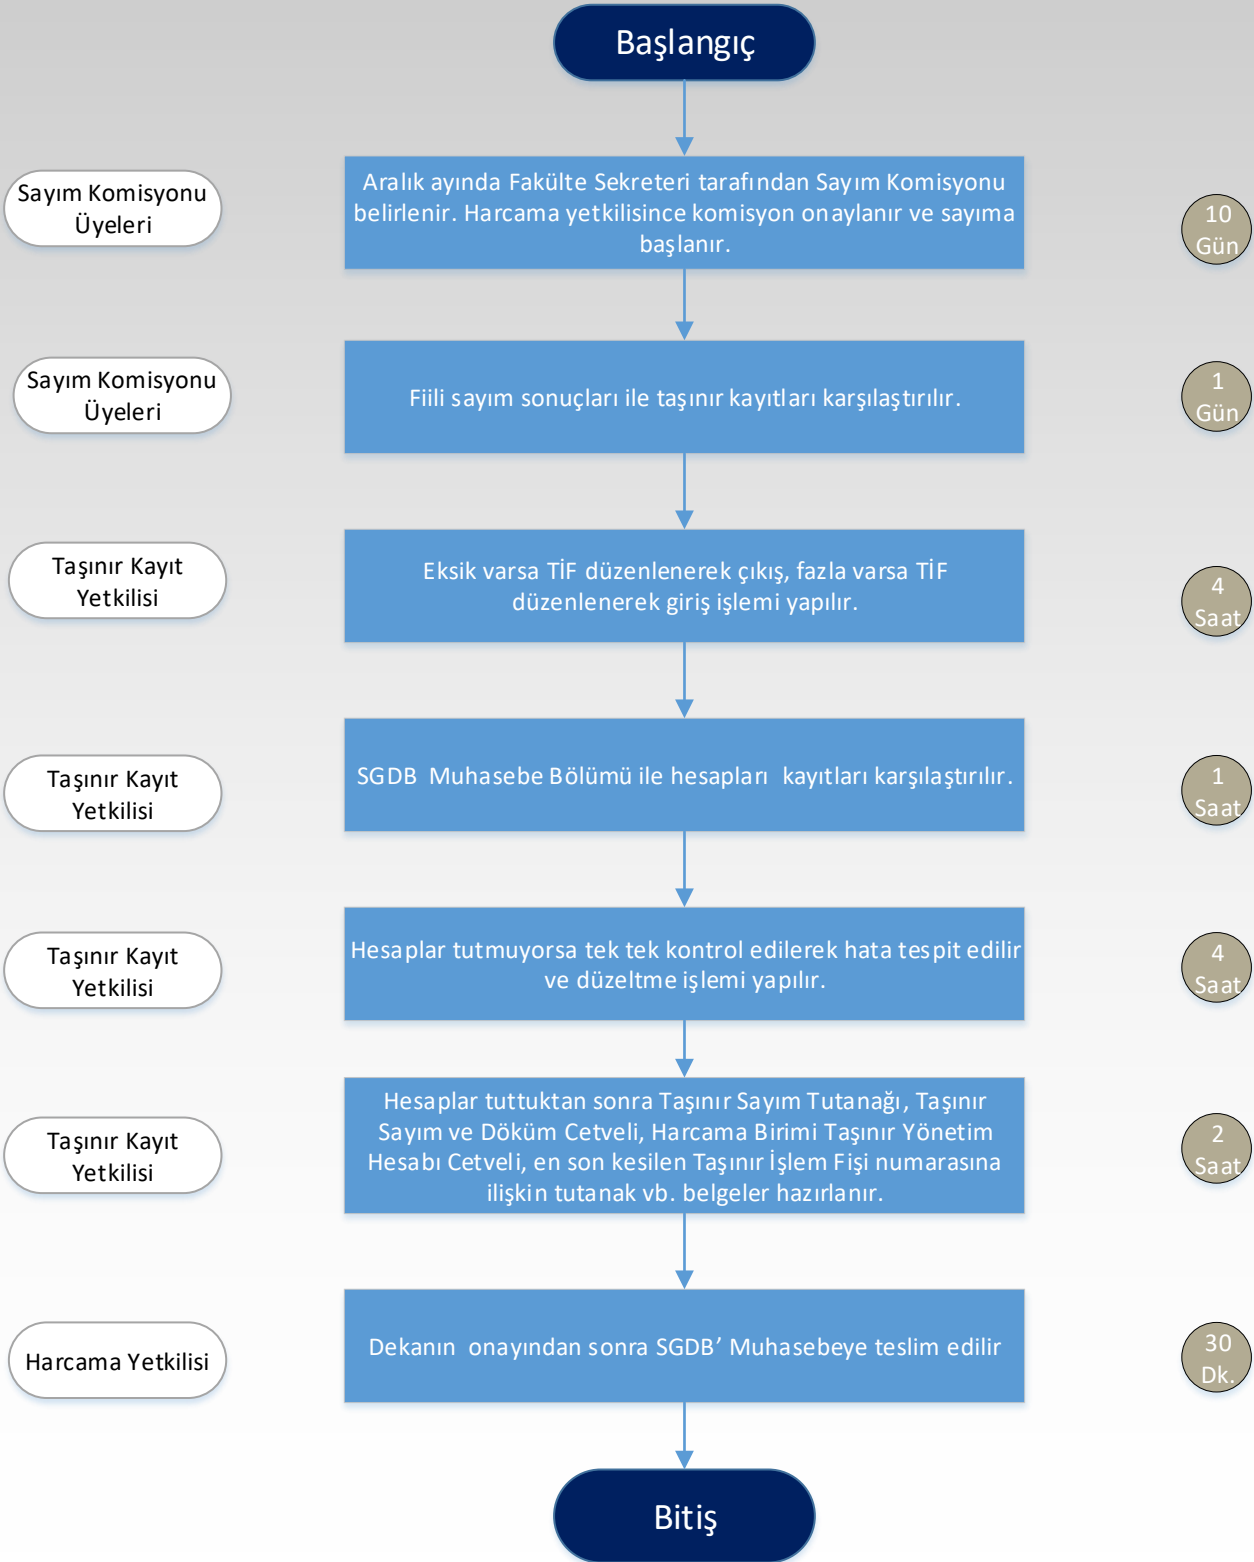 Başlangıç
Sayım Komisyonu
Üyeleri
Aralık ayında Fakülte Sekreteri tarafından Sayım Komisyonu
belirlenir. Harcama yetkilisince komisyon onaylanır ve sayıma
başlanır.
10
Gün
Sayım Komisyonu
Üyeleri
Fiili sayım sonuçları ile taşınır kayıtları karşılaştırılır.
1
Gün
Taşınır Kayıt
Yetkilisi
Eksik varsa TİF düzenlenerek çıkış, fazla varsa TİF
düzenlenerek giriş işlemi yapılır.
4
Saat
Taşınır Kayıt
Yetkilisi
SGDB Muhasebe Bölümü ile hesapları kayıtları karşılaştırılır.
1
Saat
Taşınır Kayıt
Yetkilisi
Hesaplar tutmuyorsa tek tek kontrol edilerek hata tespit edilir
ve düzeltme işlemi yapılır.
4
Saat
Taşınır Kayıt
Yetkilisi
Hesaplar tuttuktan sonra Taşınır Sayım Tutanağı, Taşınır
Sayım ve Döküm Cetveli, Harcama Birimi Taşınır Yönetim
Hesabı Cetveli, en son kesilen Taşınır İşlem Fişi numarasına
ilişkin tutanak vb. belgeler hazırlanır.
2
Saat
Harcama Yetkilisi
Dekanın onayından sonra SGDB’ Muhasebeye teslim edilir
30
Dk.
Bitiş